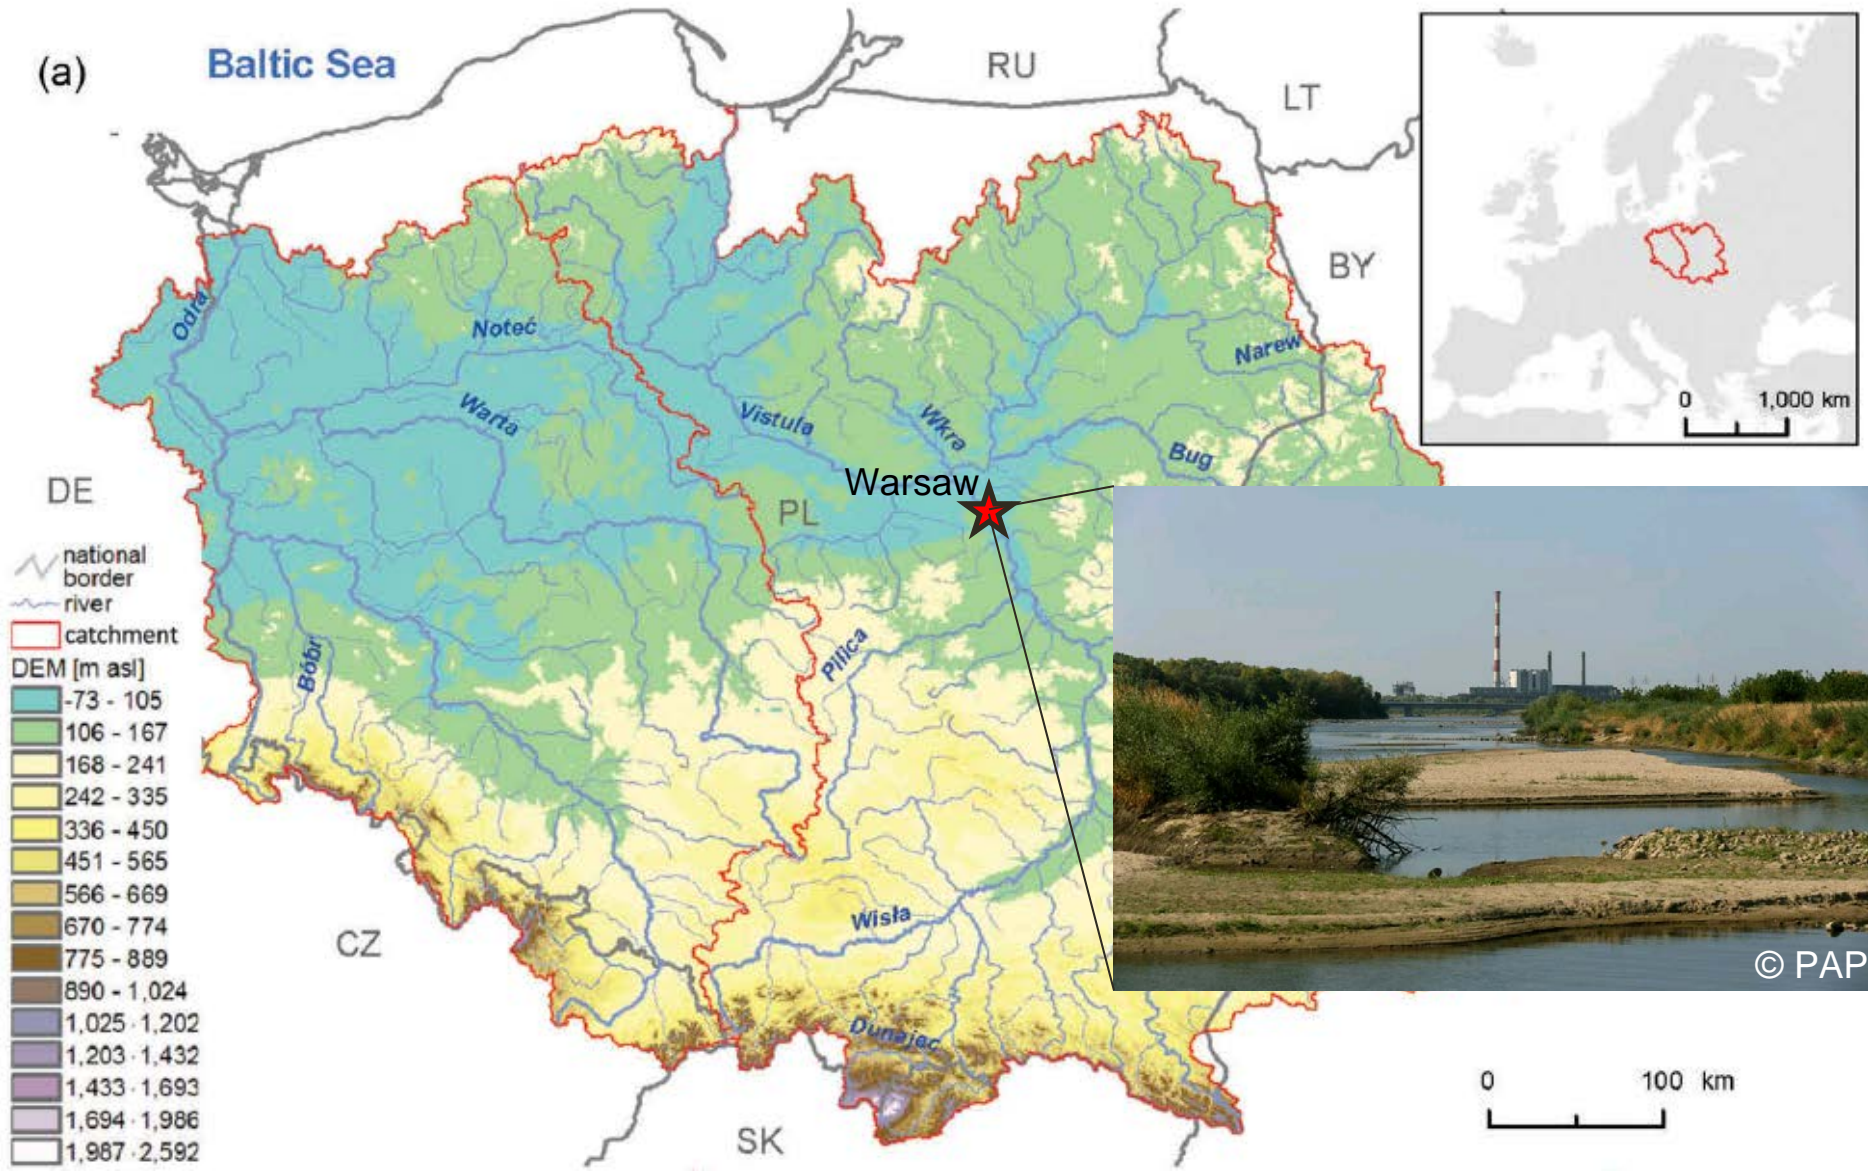 (a)
Baltic Sea
RU
LT
BY
DE
PL
CZ
SK
Odra
Noteć
Warta
Vistula
Wkra
Narew
Bug
Warsaw
Bóbr
Pilica
Wisła
Dunajec
0 1,000 km
national
border
river
catchment
DEM [m asl]
-73 - 105
106 - 167
168 - 241
242 - 335
336 - 450
451 - 565
566 - 669
670 - 774
775 - 889
890 - 1,024
1,025 - 1,202
1,203 - 1,432
1,433 - 1,693
1,694 - 1,986
1,987 - 2,592
© PAP
0 100 km